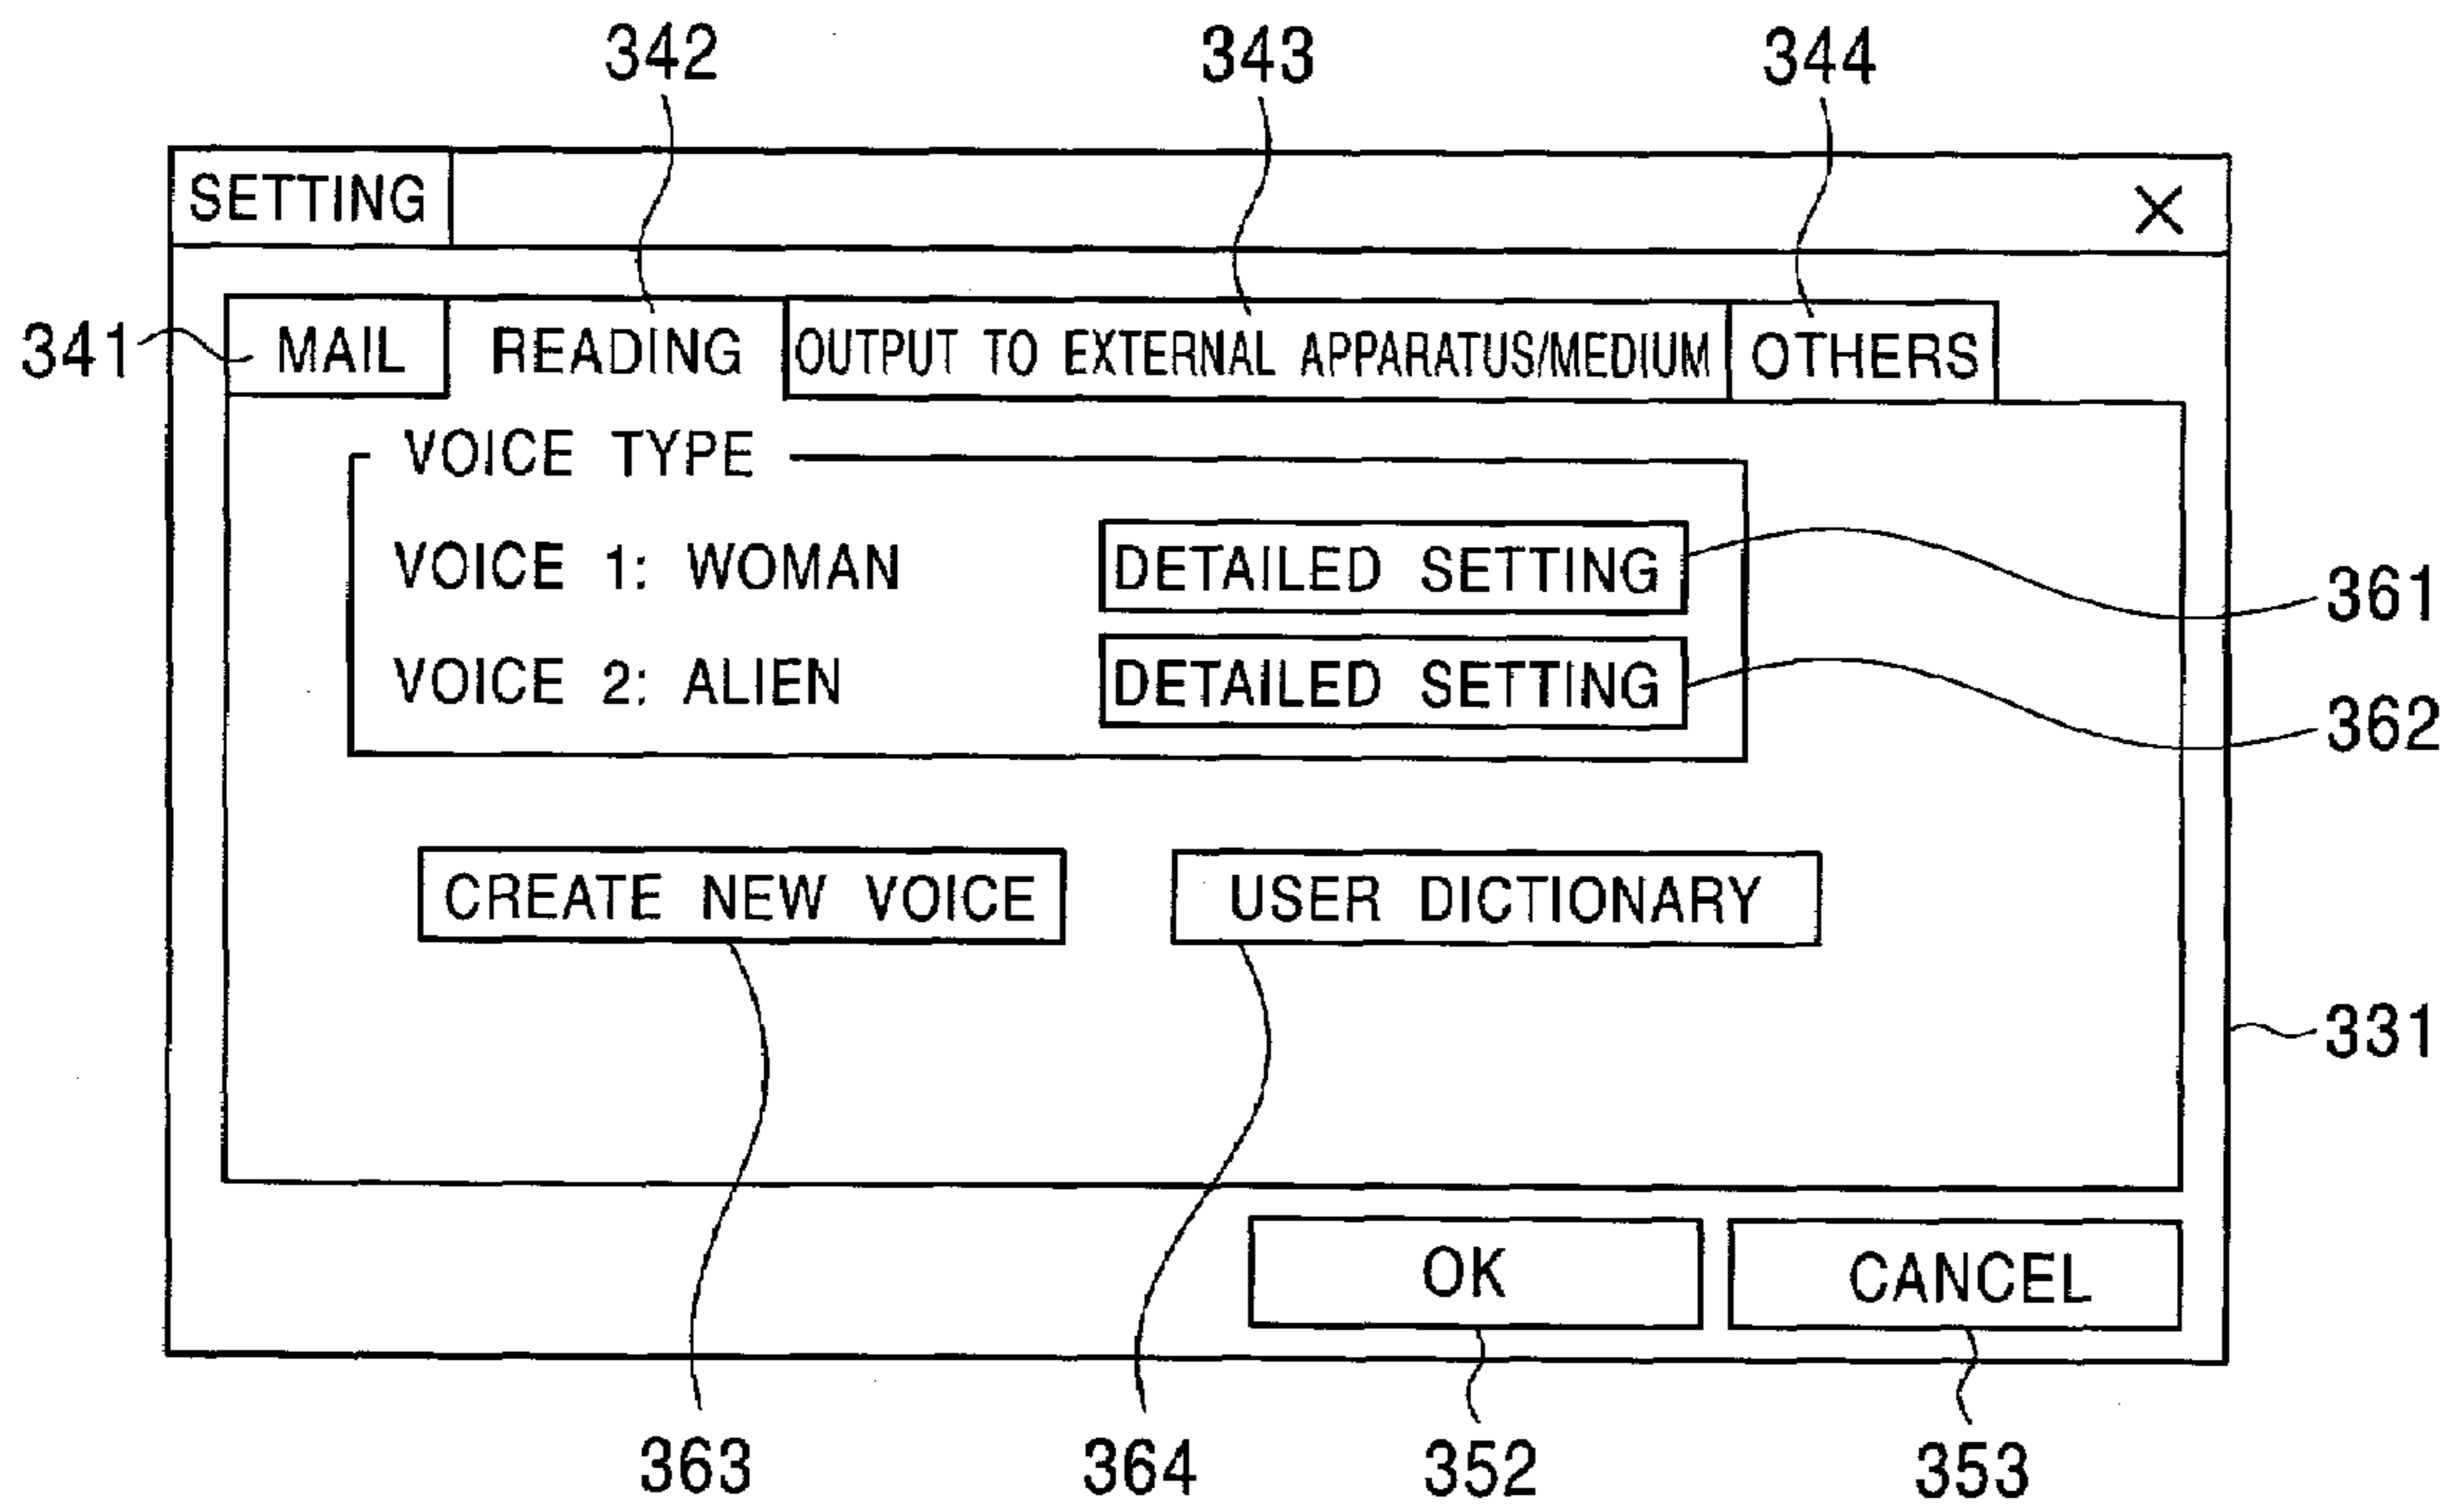 342 343 344
SETTING X
341 MAIL READING OUTPUT TO EXTERNAL APPARATUS/MEDIUM OTHERS
VOICE TYPE
VOICE 1: WOMAN DETAILED SETTING 361
VOICE 2: ALIEN DETAILED SETTING 362
CREATE NEW VOICE USER DICTIONARY
331
OK CANCEL
363 364 352 353